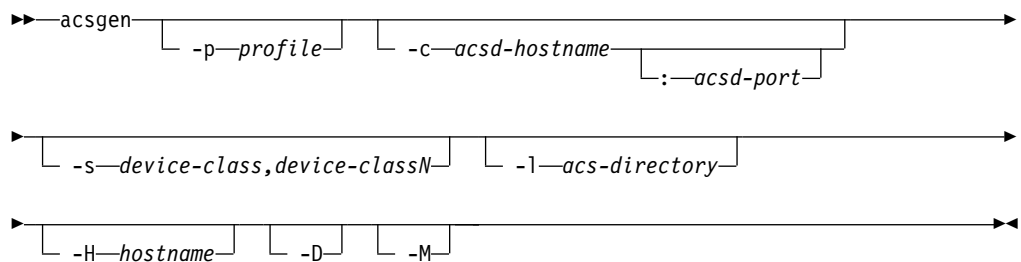 acsgen -p profile -c acsd-hostname
: acsd-port
-s device-class,device-classN -l acs-directory
-H hostname -D -M